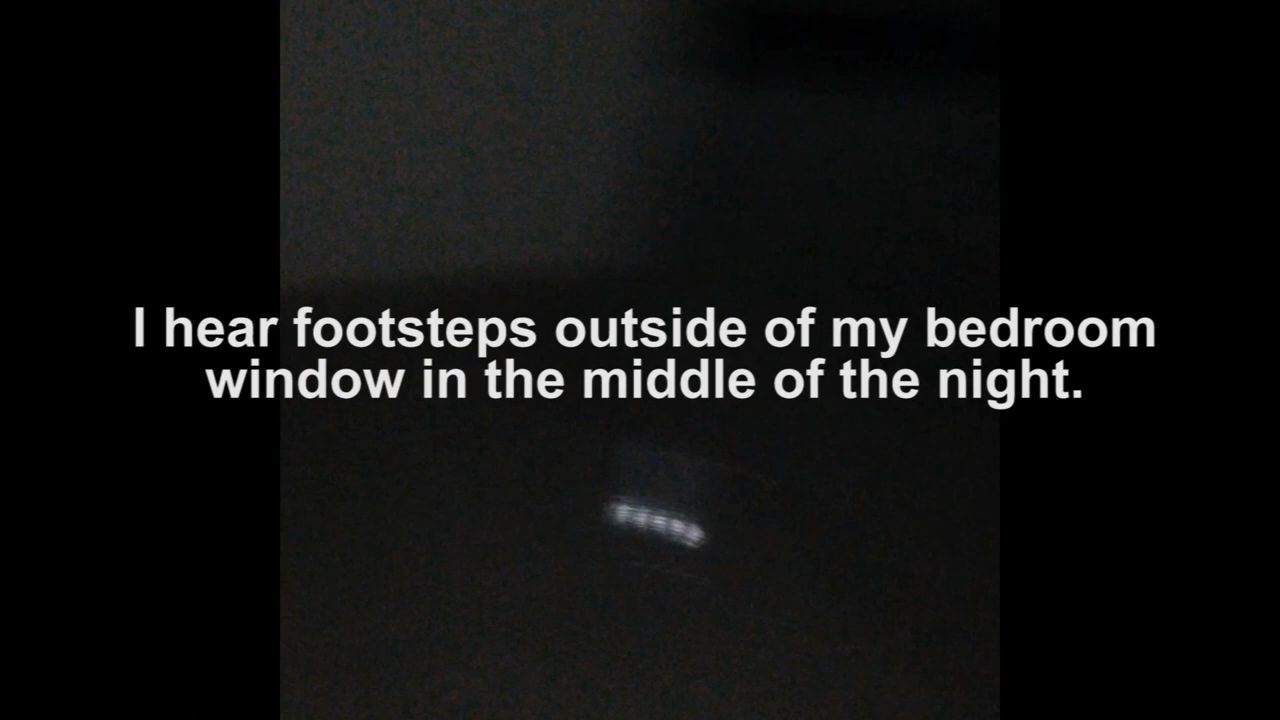 I hear footsteps outside of my bedroom
window in the middle of the night.